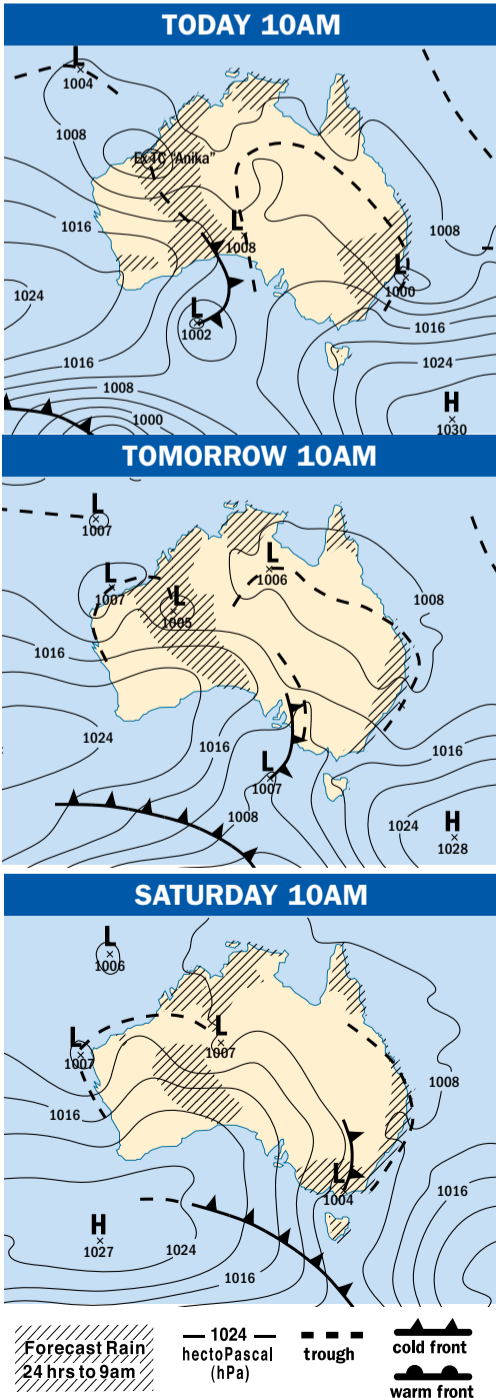 TODAY 10AM
L
1004
1008
Ex-TC "Anika"
1016
L
1008
1008
L
1000
1024
L
1002
1016
1016
1024
1008
H
1000
1030
TOMORROW 10AM
L
1007
L
1007
L
1006
L
1005
1008
1016
1024
1016
1016
L
1007
1008
1024
H
1028
SATURDAY 10AM
L
1006
L
1007
L
1007
1008
1016
L
1004
1016
H
1027
1024
1016
Forecast Rain
24 hrs to 9am
1024
hectoPascal
(hPa)
trough
cold front
warm front